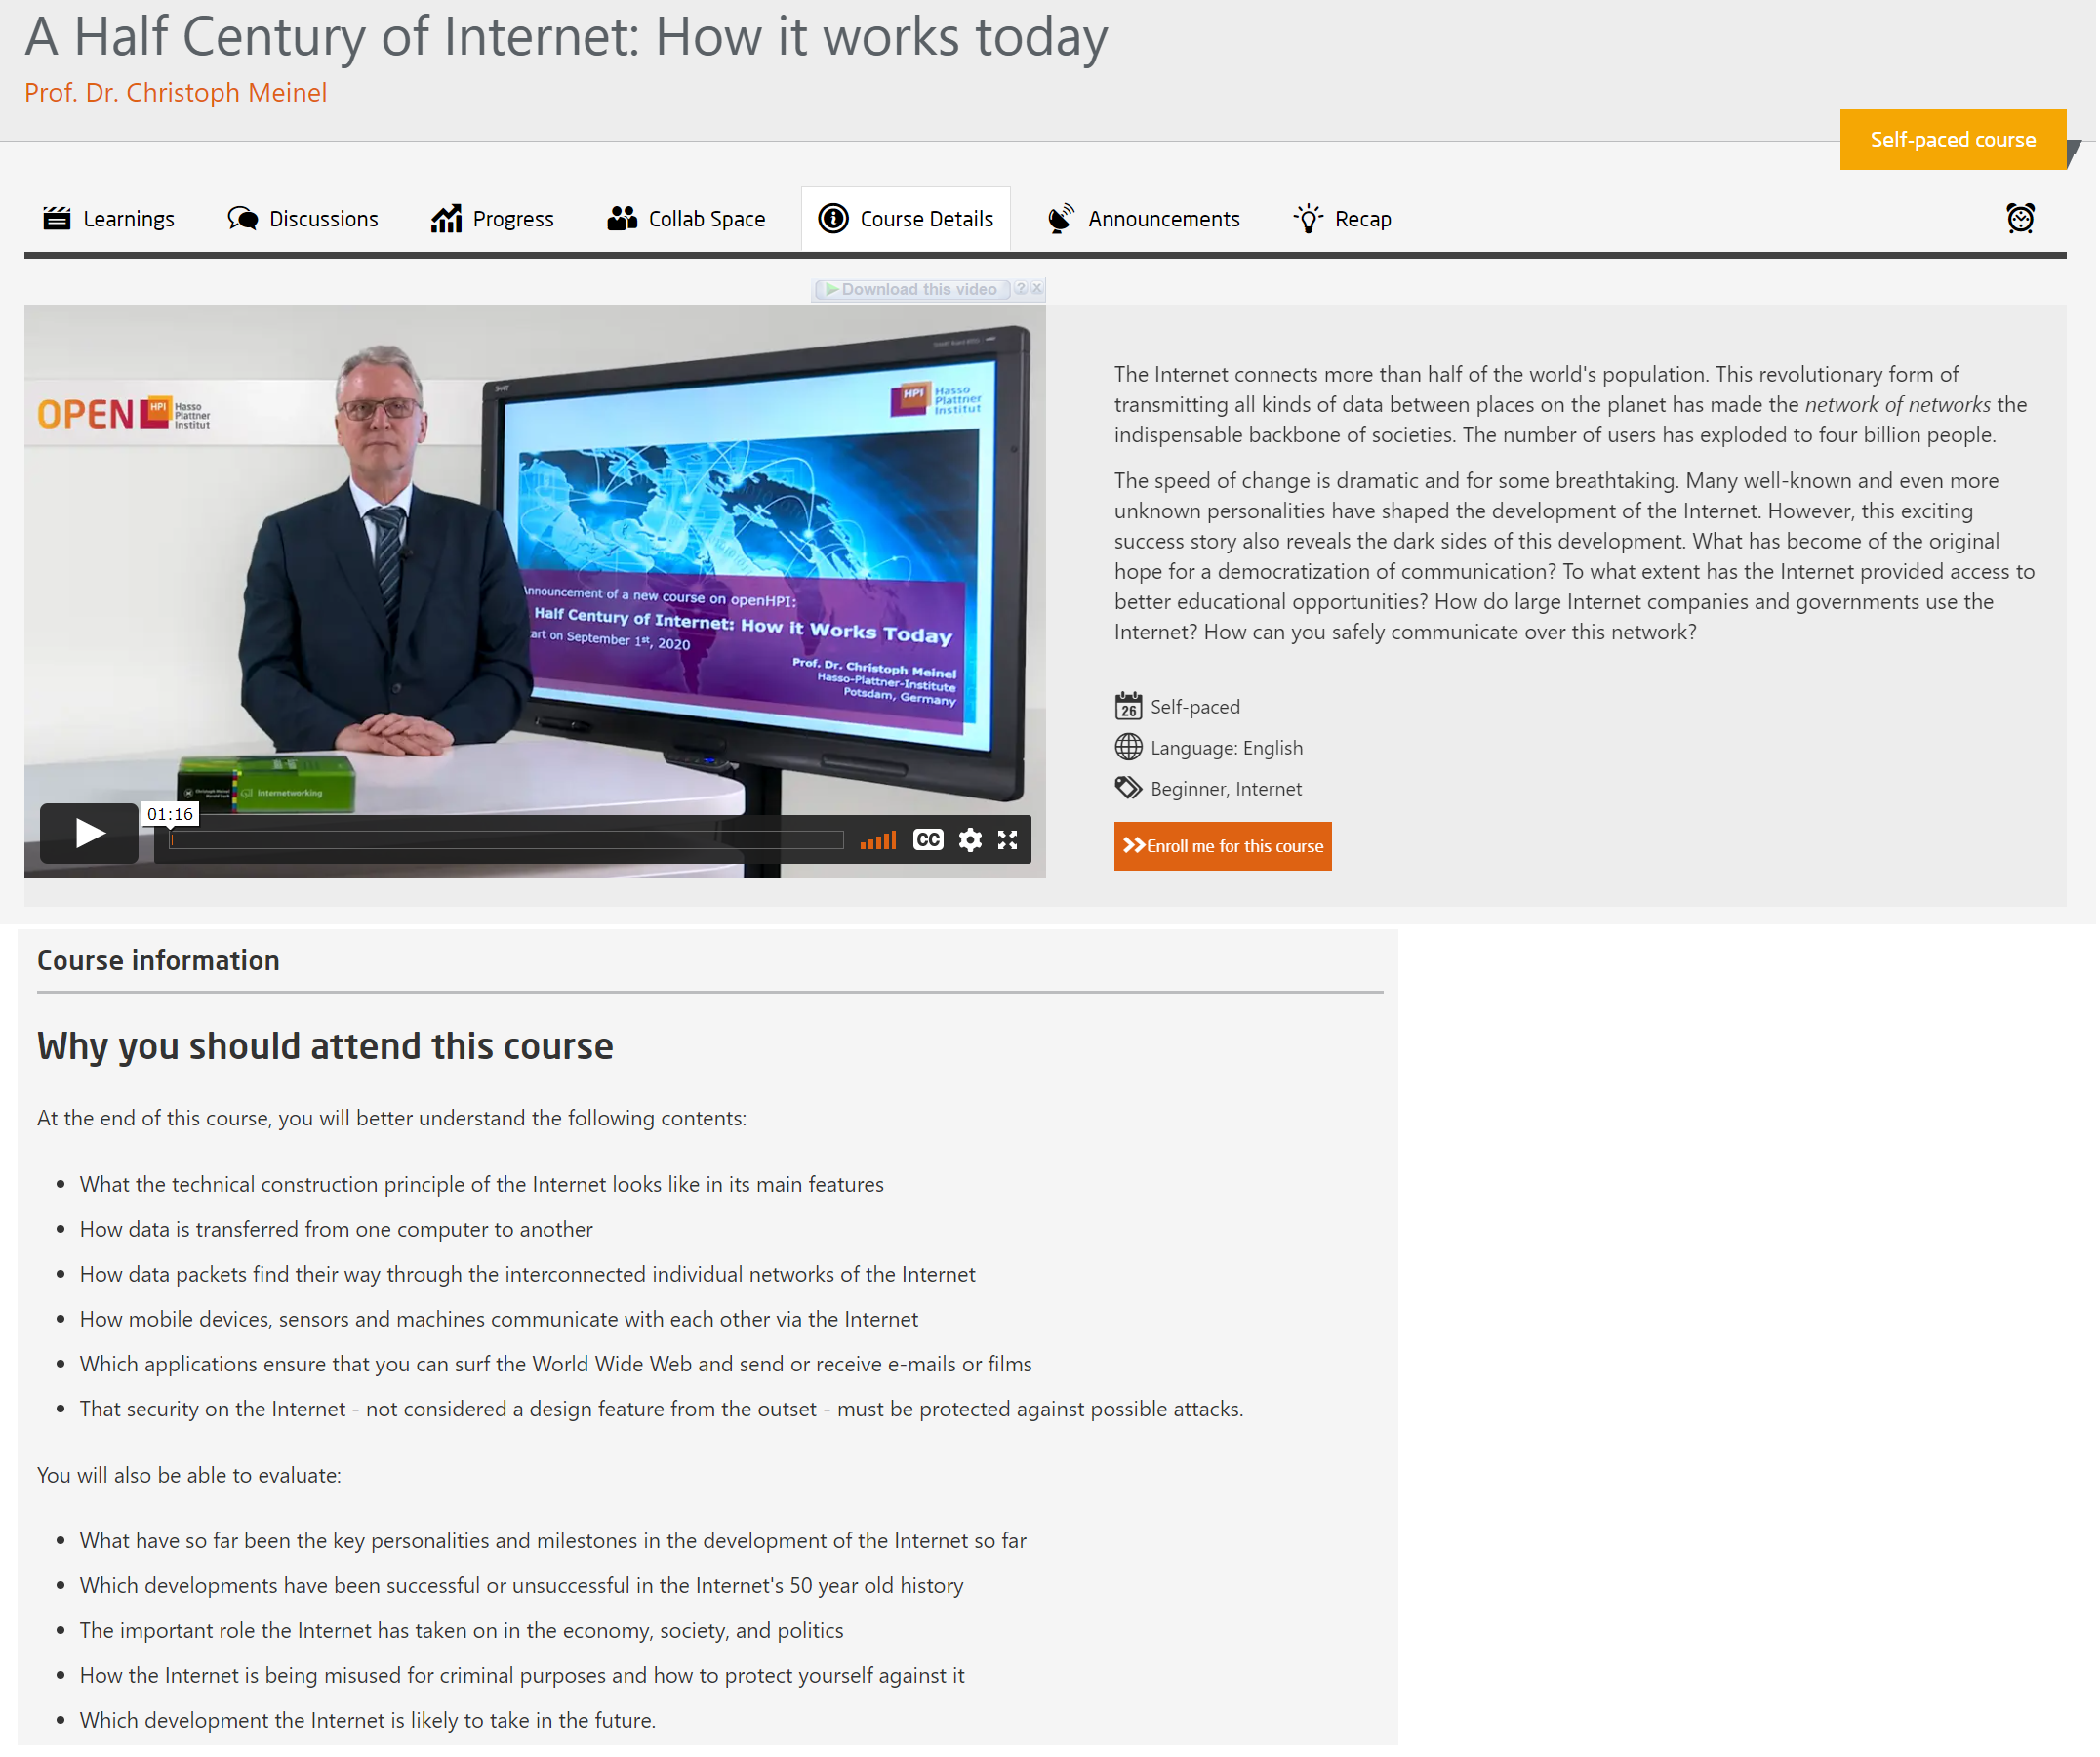 A Half Century of Internet: How it works today
Prof. Dr. Christoph Meinel
Self-paced course
Learnings
Discussions
Progress
Collab Space
Course Details
Announcements
Recap
Download this video
OPEN HPI Hasso
Plattner
Institut
SMART
HPI Hasso
Plattner
Institut
Announcement of a new course on openHPI:
Half Century of Internet: How it Works Today
art on September 1st, 2020
Prof. Dr. Christoph Meinel
Hasso-Plattner-Institute
Potsdam, Germany
Christoph Meinel
Internetworking
01:16
CC
The Internet connects more than half of the world's population. This revolutionary form of
transmitting all kinds of data between places on the planet has made the network of networks the
indispensable backbone of societies. The number of users has exploded to four billion people.
The speed of change is dramatic and for some breathtaking. Many well-known and even more
unknown personalities have shaped the development of the Internet. However, this exciting
success story also reveals the dark sides of this development. What has become of the original
hope for a democratization of communication? To what extent has the Internet provided access to
better educational opportunities? How do large Internet companies and governments use the
Internet? How can you safely communicate over this network?
26 Self-paced
Language: English
Beginner, Internet
Enroll me for this course
Course information
Why you should attend this course
At the end of this course, you will better understand the following contents:
• What the technical construction principle of the Internet looks like in its main features
• How data is transferred from one computer to another
• How data packets find their way through the interconnected individual networks of the Internet
• How mobile devices, sensors and machines communicate with each other via the Internet
• Which applications ensure that you can surf the World Wide Web and send or receive e-mails or films
• That security on the Internet - not considered a design feature from the outset - must be protected against possible attacks.
You will also be able to evaluate:
• What have so far been the key personalities and milestones in the development of the Internet so far
• Which developments have been successful or unsuccessful in the Internet's 50 year old history
• The important role the Internet has taken on in the economy, society, and politics
• How the Internet is being misused for criminal purposes and how to protect yourself against it
• Which development the Internet is likely to take in the future.